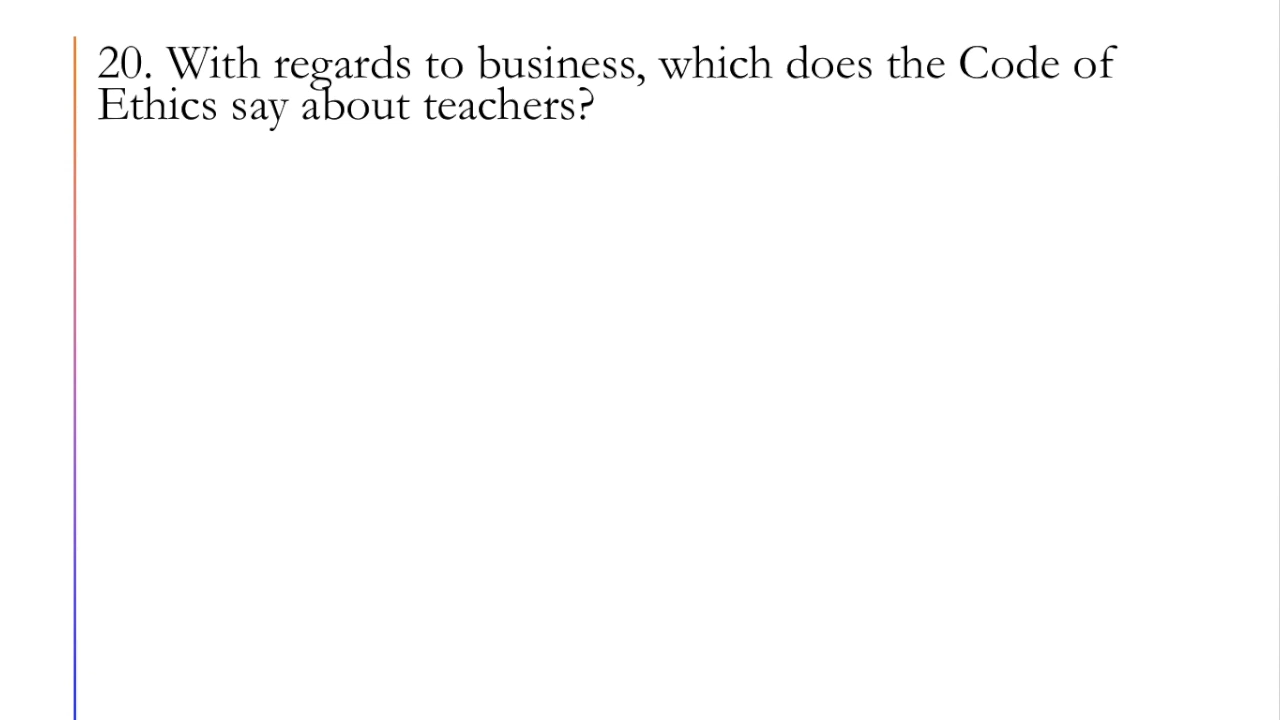 20. With regards to business, which does the Code of
Ethics say about teachers?